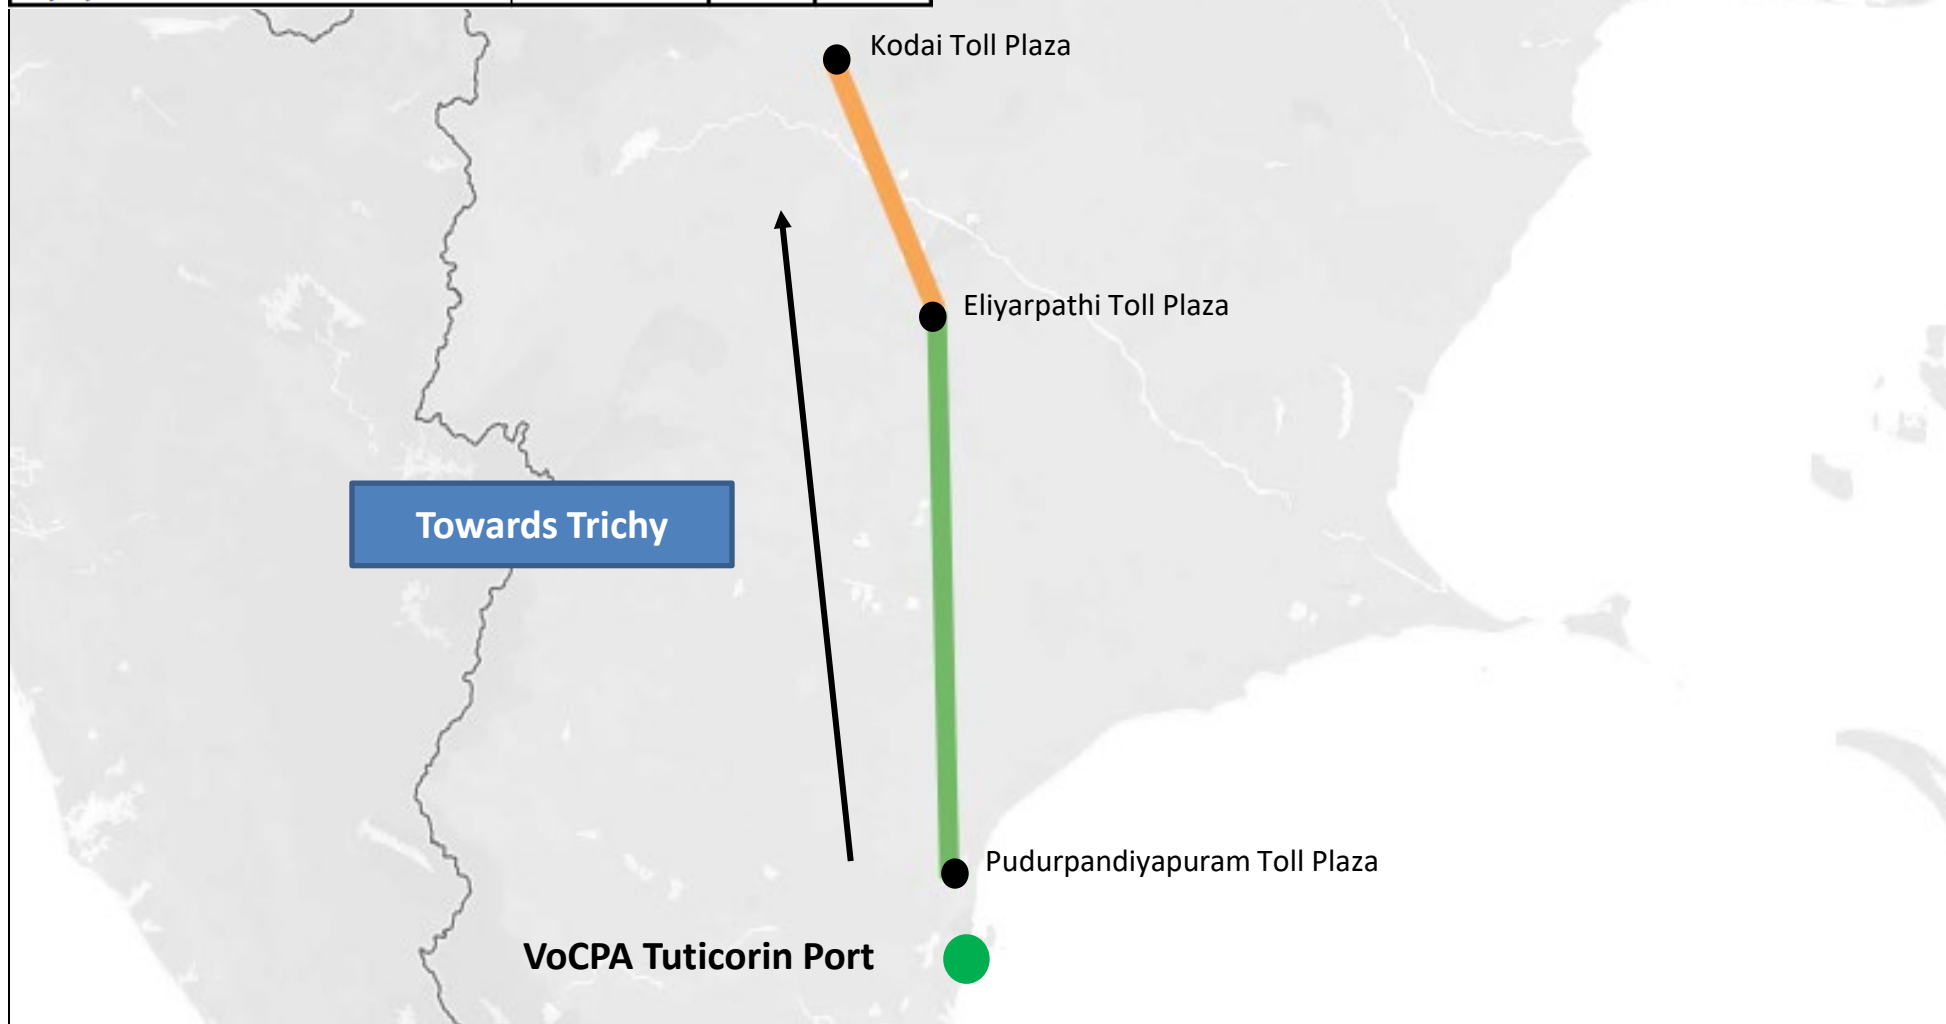 Kodai Toll Plaza
Eliyarpathi Toll Plaza
Towards Trichy
Pudurpandiyapuram Toll Plaza
VoCPA Tuticorin Port